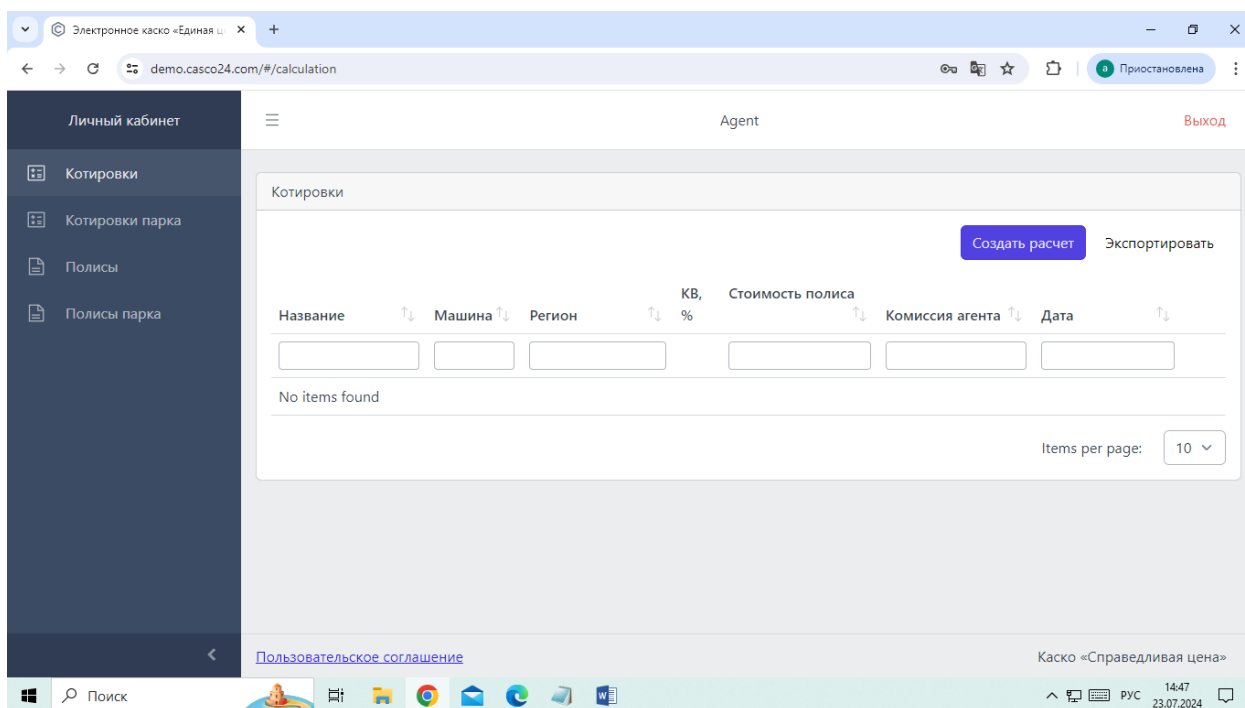 Электронное каско «Единая ц
demo.casco24.com/#/calculation
а Приостановлена
Личный кабинет
Agent
Выход
Котировки
Котировки парка
Полисы
Полисы парка
Котировки
Создать расчет Экспортировать
Название Машина Регион КВ, % Стоимость полиса Комиссия агента Дата
No items found
Items per page: 10
Пользовательское соглашение
Каско «Справедливая цена»
Поиск
РУС
14:47
23.07.2024